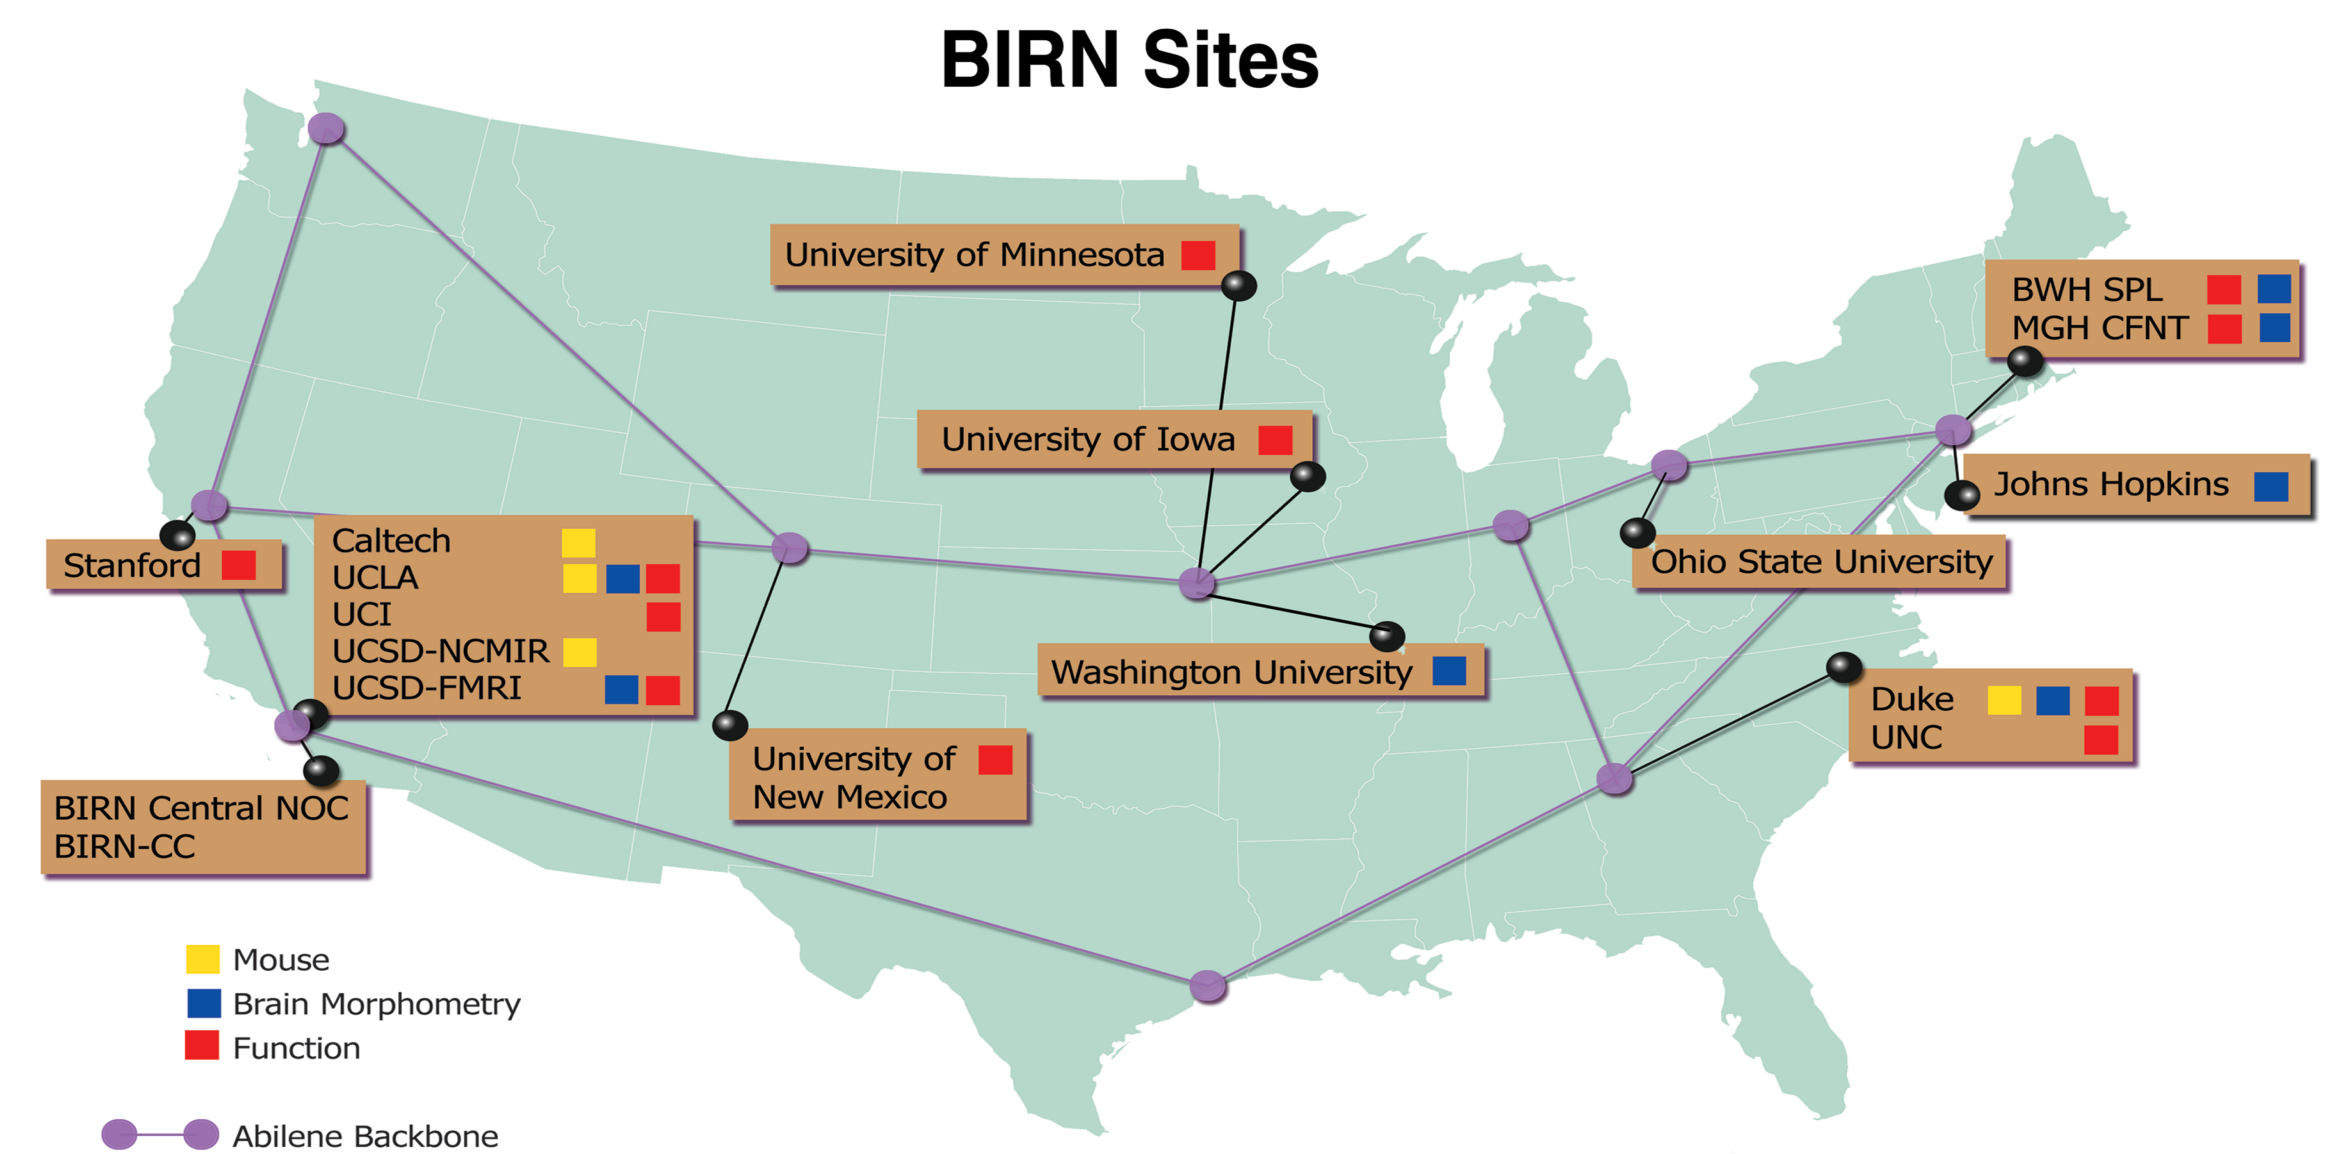 BIRN Sites
University of Minnesota
BWH SPL
MGH CFNT
University of Iowa
Johns Hopkins
Stanford
Caltech
UCLA
UCI
UCSD-NCMIR
UCSD-FMRI
Ohio State University
Washington University
Duke
UNC
University of
New Mexico
BIRN Central NOC
BIRN-CC
Mouse
Brain Morphometry
Function
Abilene Backbone